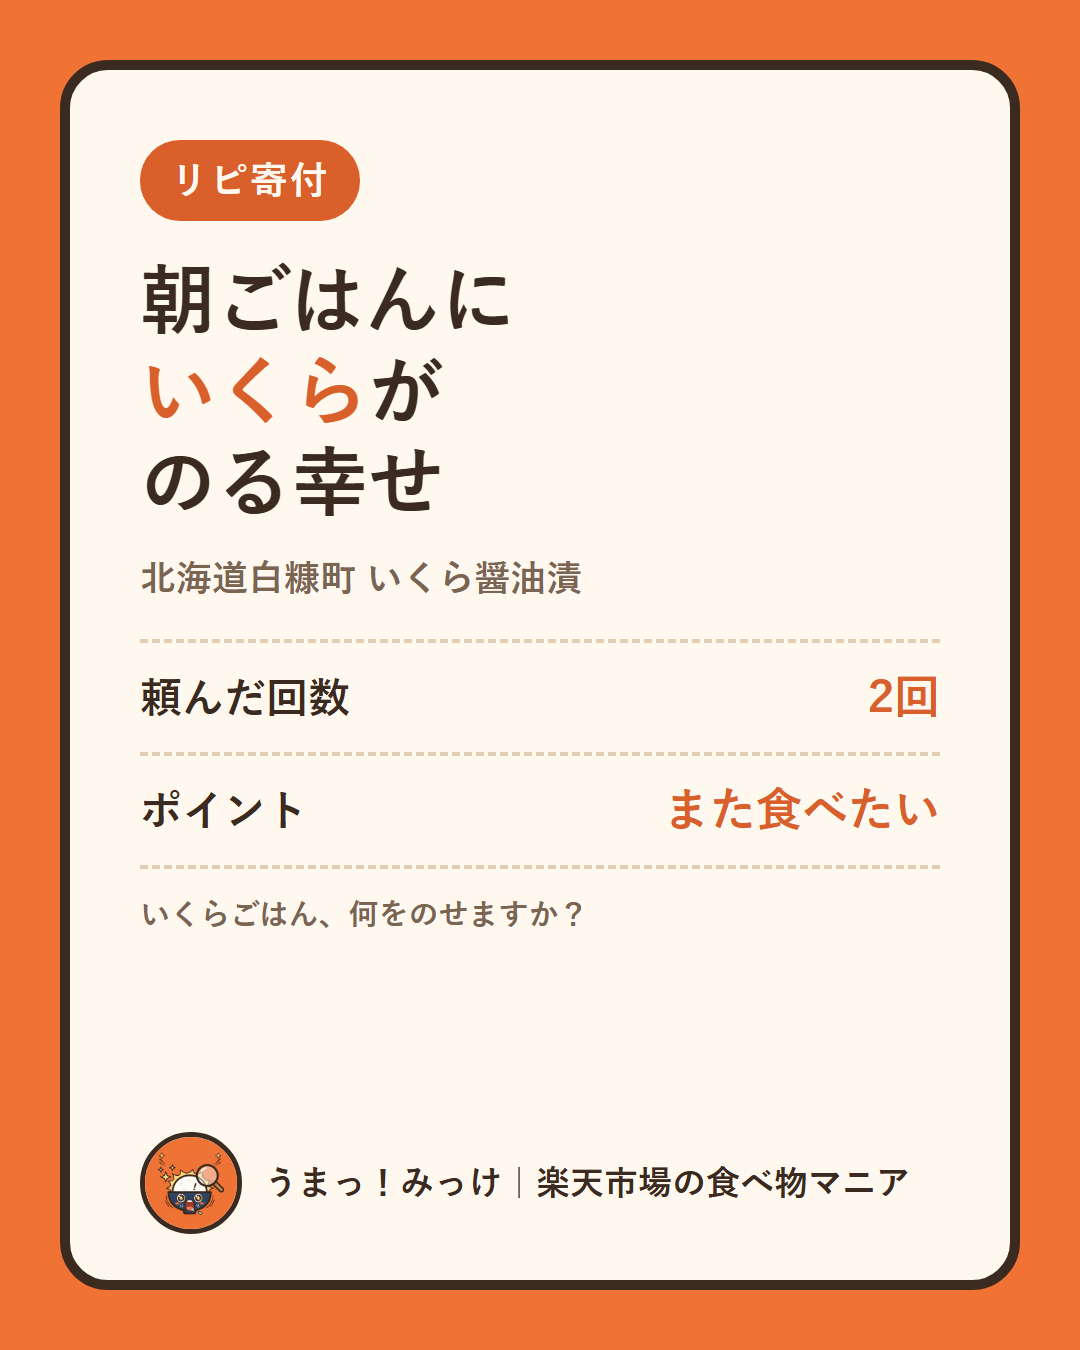 リピ寄付
朝ごはんに
いくらが
のる幸せ
北海道白糠町 いくら醤油漬
頼んだ回数 2回
ポイント また食べたい
いくらごはん、何をのせますか？
うまっ！みっけ｜楽天市場の食べ物マニア